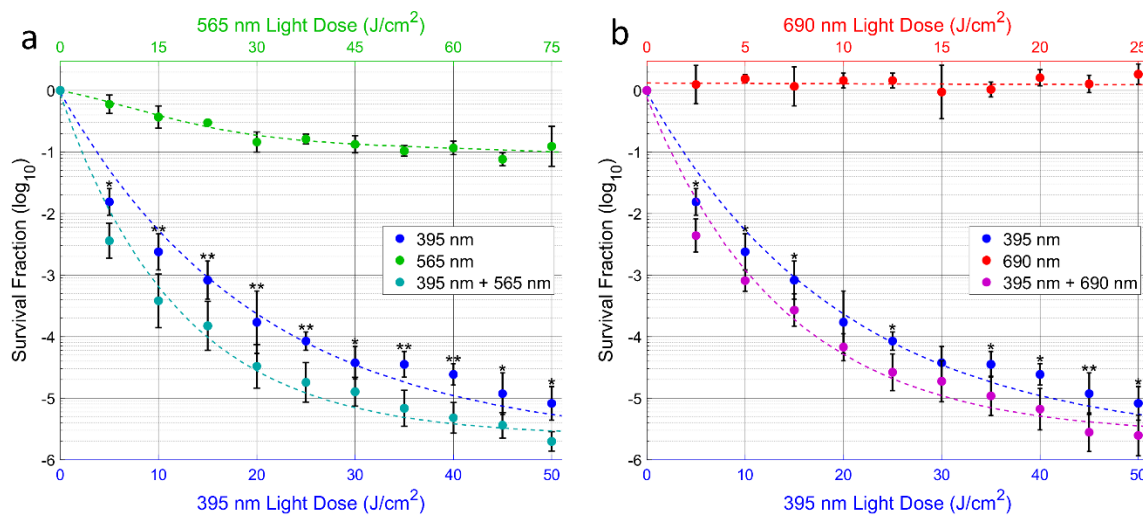 a
565 nm Light Dose (J/cm²)
0 15 30 45 60 75
0
-1
-2
-3
-4
-5
-6
Survival Fraction (log₁₀)
* ** ** ** ** * ** ** * *
395 nm
565 nm
395 nm + 565 nm
0 10 20 30 40 50
395 nm Light Dose (J/cm²)
b
690 nm Light Dose (J/cm²)
0 5 10 15 20 25
0
-1
-2
-3
-4
-5
-6
Survival Fraction (log₁₀)
* * * * * * ** *
395 nm
690 nm
395 nm + 690 nm
0 10 20 30 40 50
395 nm Light Dose (J/cm²)